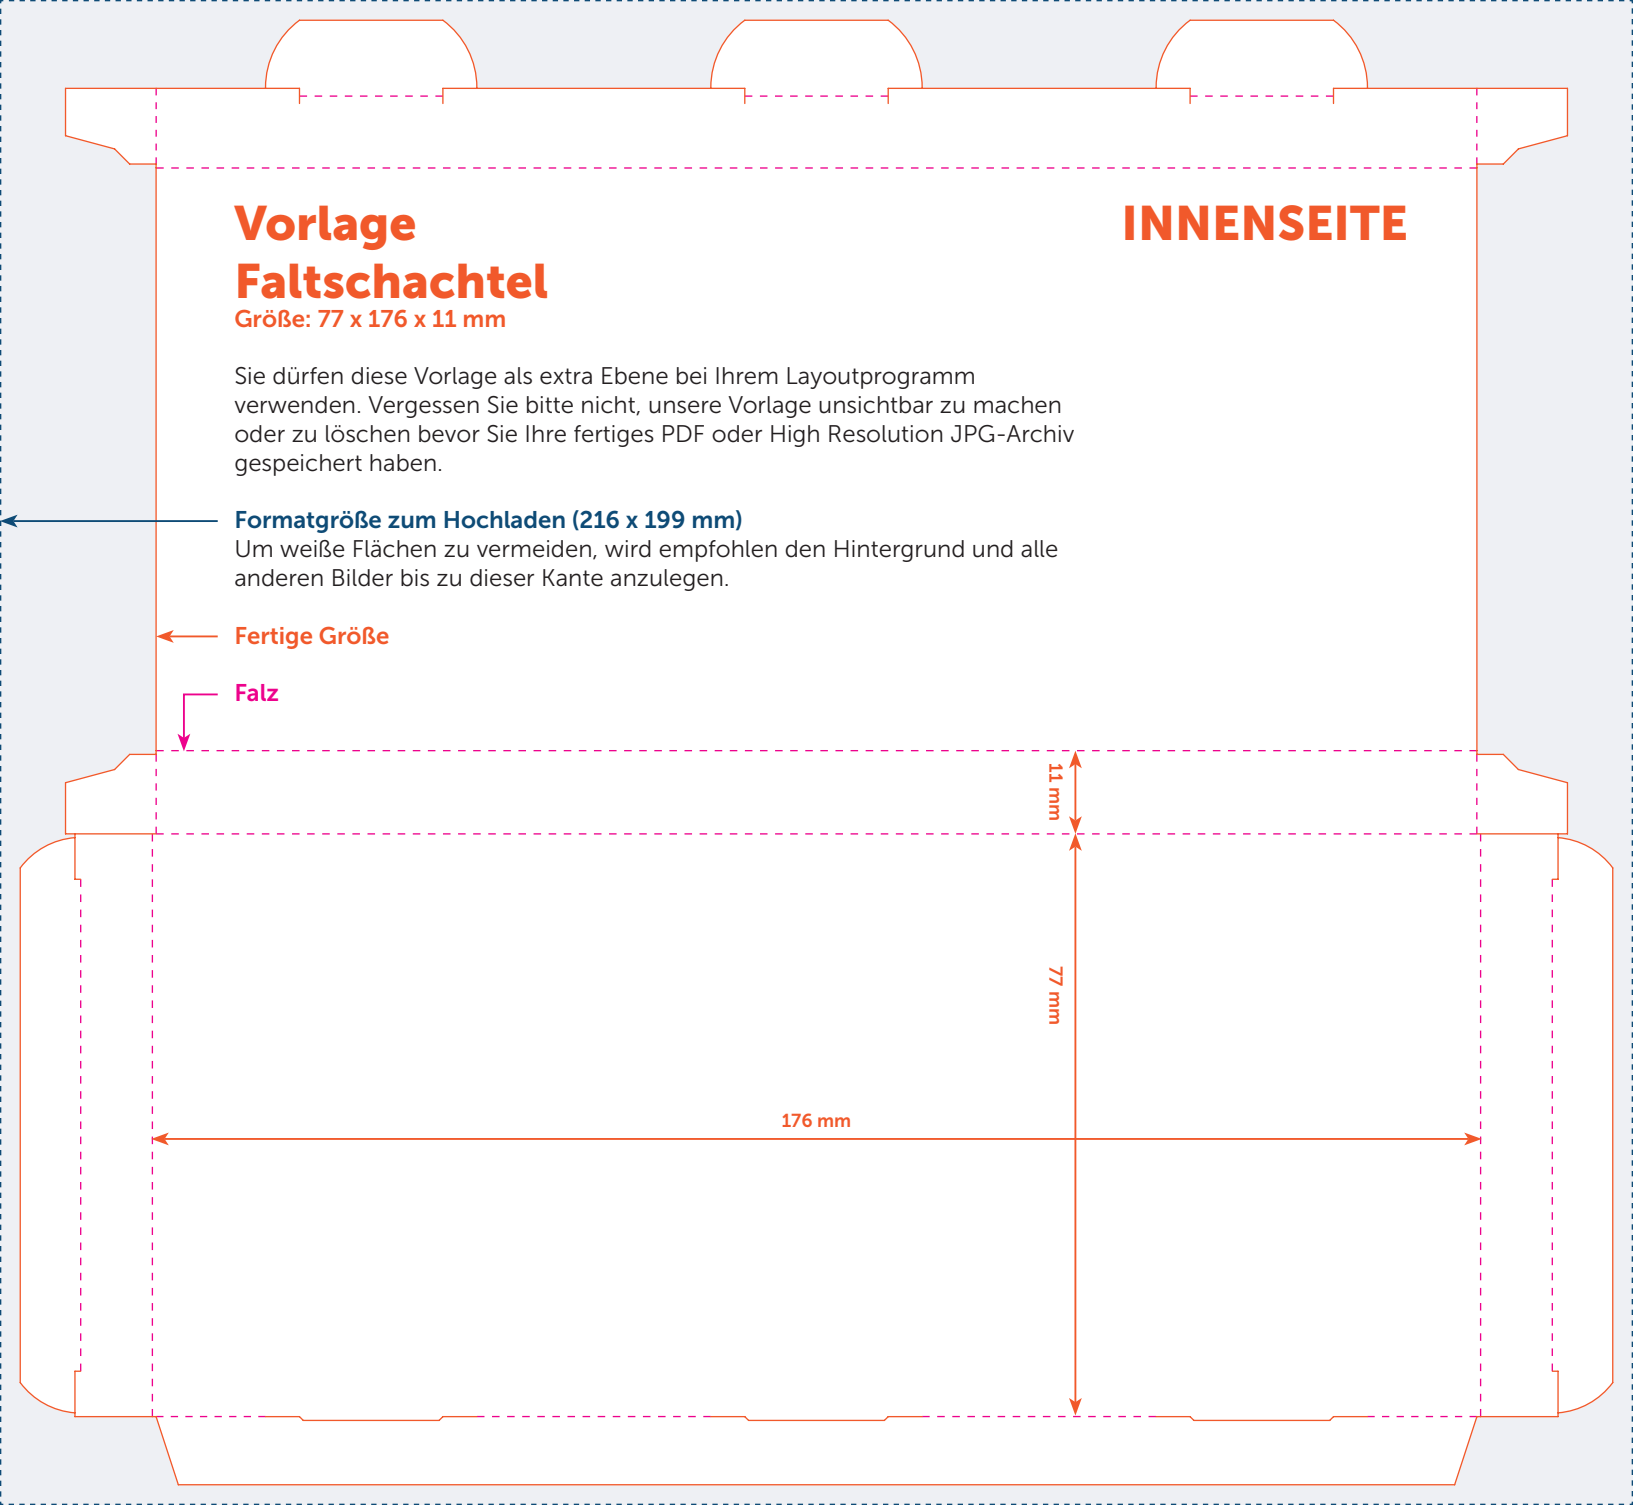 Vorlage
Faltschachtel
INNENSEITE
Größe: 77 x 176 x 11 mm
Sie dürfen diese Vorlage als extra Ebene bei Ihrem Layoutprogramm
verwenden. Vergessen Sie bitte nicht, unsere Vorlage unsichtbar zu machen
oder zu löschen bevor Sie Ihre fertiges PDF oder High Resolution JPG-Archiv
gespeichert haben.
Formatgröße zum Hochladen (216 x 199 mm)
Um weiße Flächen zu vermeiden, wird empfohlen den Hintergrund und alle
anderen Bilder bis zu dieser Kante anzulegen.
Fertige Größe
Falz
11 mm
77 mm
176 mm